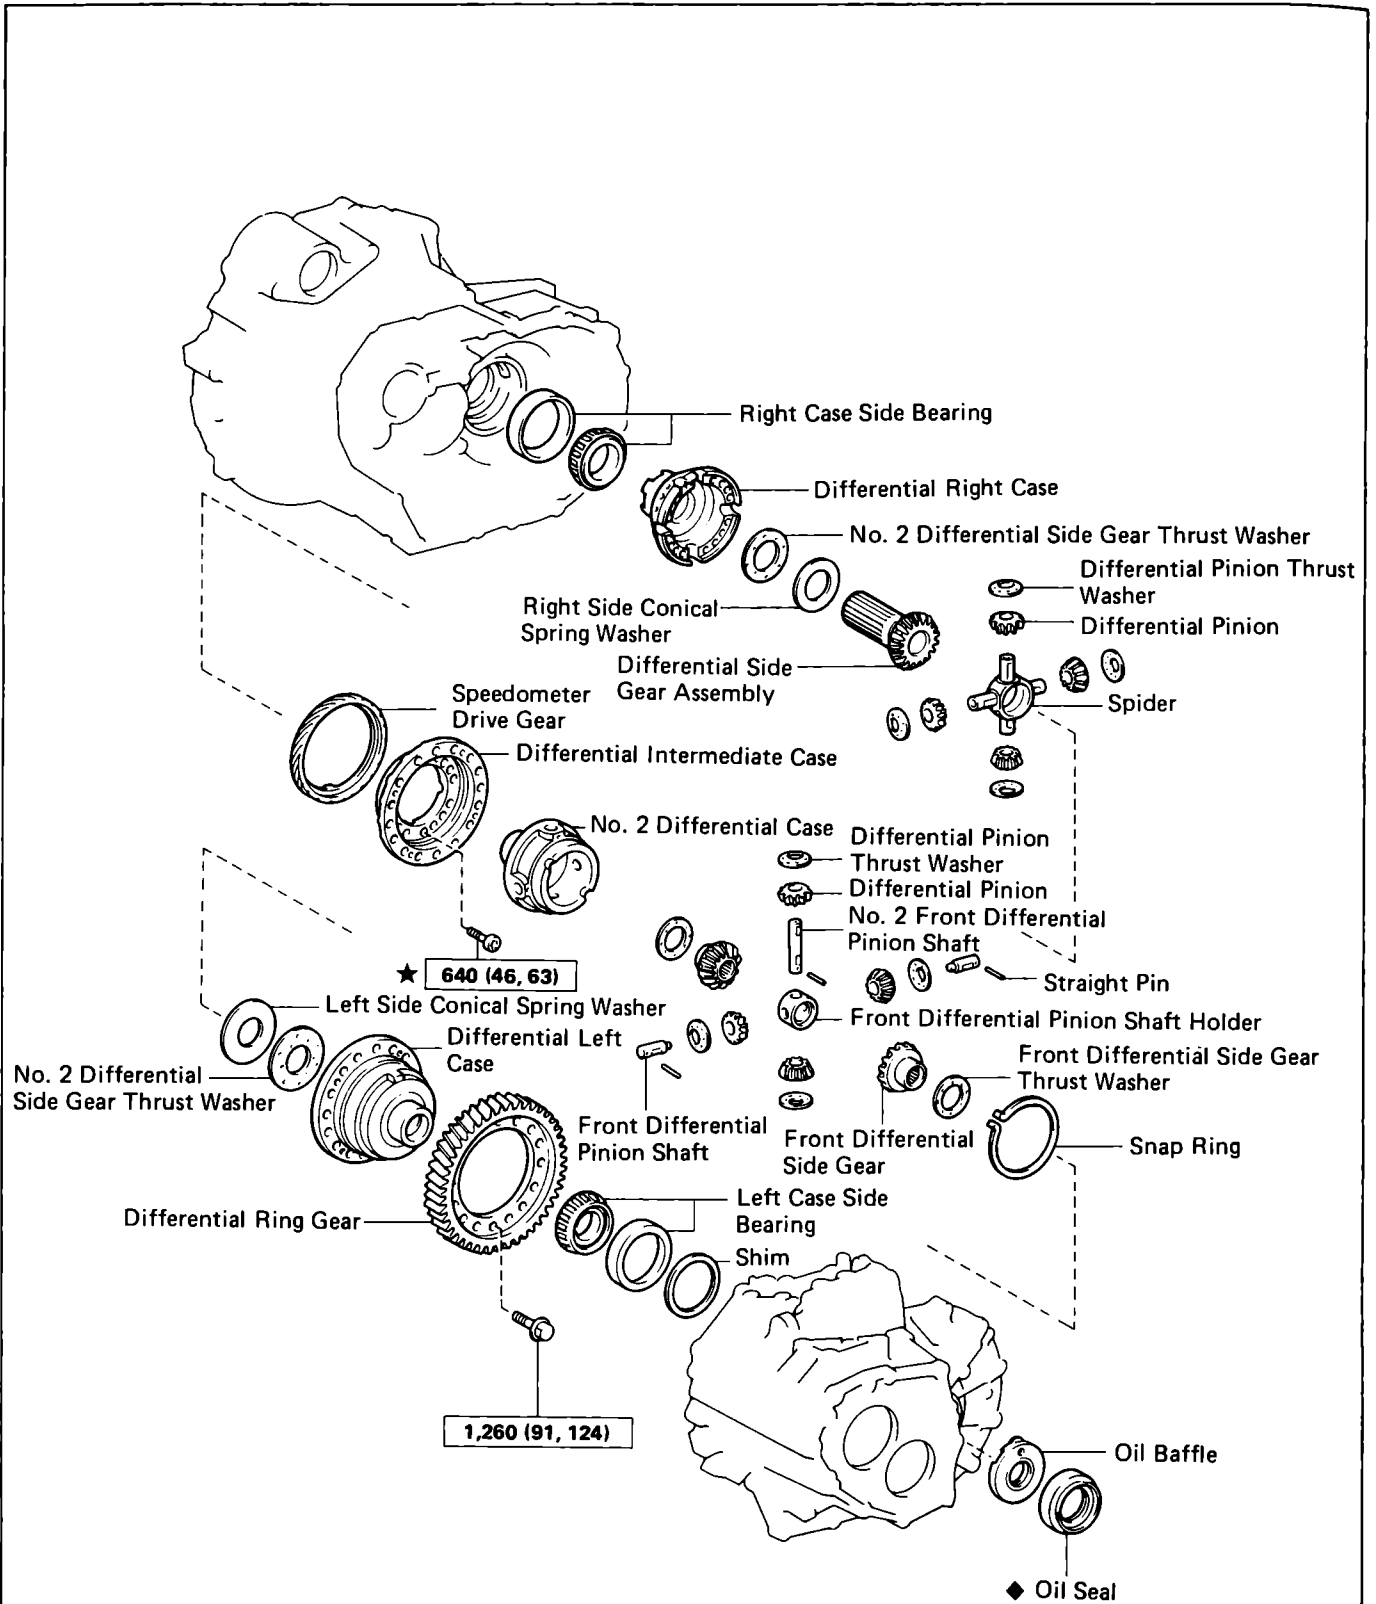 Right Case Side Bearing
Differential Right Case
No. 2 Differential Side Gear Thrust Washer
Differential Pinion Thrust
Washer
Right Side Conical
Spring Washer
Differential Pinion
Differential Side
Gear Assembly
Speedometer
Drive Gear
Spider
Differential Intermediate Case
No. 2 Differential Case
Differential Pinion
Thrust Washer
Differential Pinion
No. 2 Front Differential
Pinion Shaft
★ 640 (46, 63)
Straight Pin
Left Side Conical Spring Washer
Front Differential Pinion Shaft Holder
Differential Left
Case
Front Differential Side Gear
Thrust Washer
No. 2 Differential
Side Gear Thrust Washer
Front Differential
Pinion Shaft
Front Differential
Side Gear
Snap Ring
Left Case Side
Bearing
Differential Ring Gear
Shim
1,260 (91, 124)
Oil Baffle
◆ Oil Seal